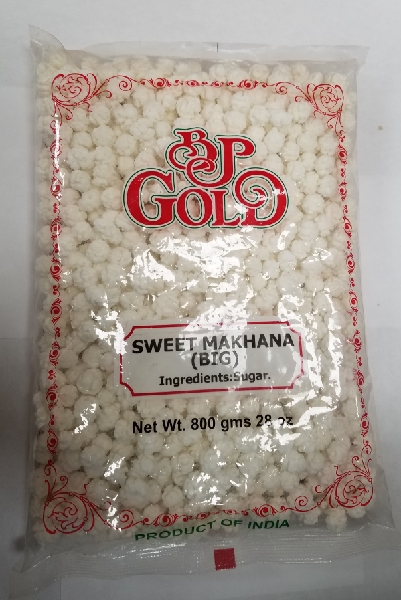 BJP
GOLD
SWEET MAKHANA
(BIG)
Ingredients:Sugar.
Net Wt. 800 gms 28 oz
PRODUCT OF INDIA